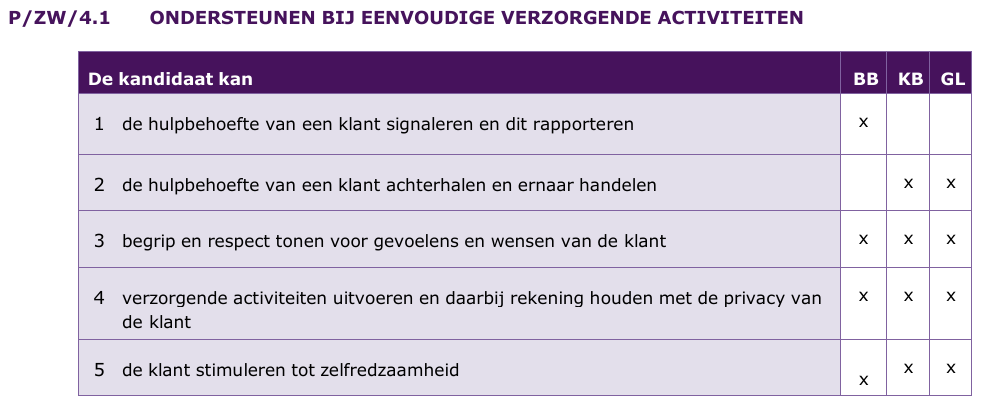 P/ZW/4.1 ONDERSTEUNEN BIJ EENVOUDIGE VERZORGENDE ACTIVITEITEN
De kandidaat kan BB KB GL
1 de hulpbehoefte van een klant signaleren en dit rapporteren x
2 de hulpbehoefte van een klant achterhalen en ernaar handelen x x
3 begrip en respect tonen voor gevoelens en wensen van de klant x x x
4 verzorgende activiteiten uitvoeren en daarbij rekening houden met de privacy van x x x
de klant
5 de klant stimuleren tot zelfredzaamheid x x x